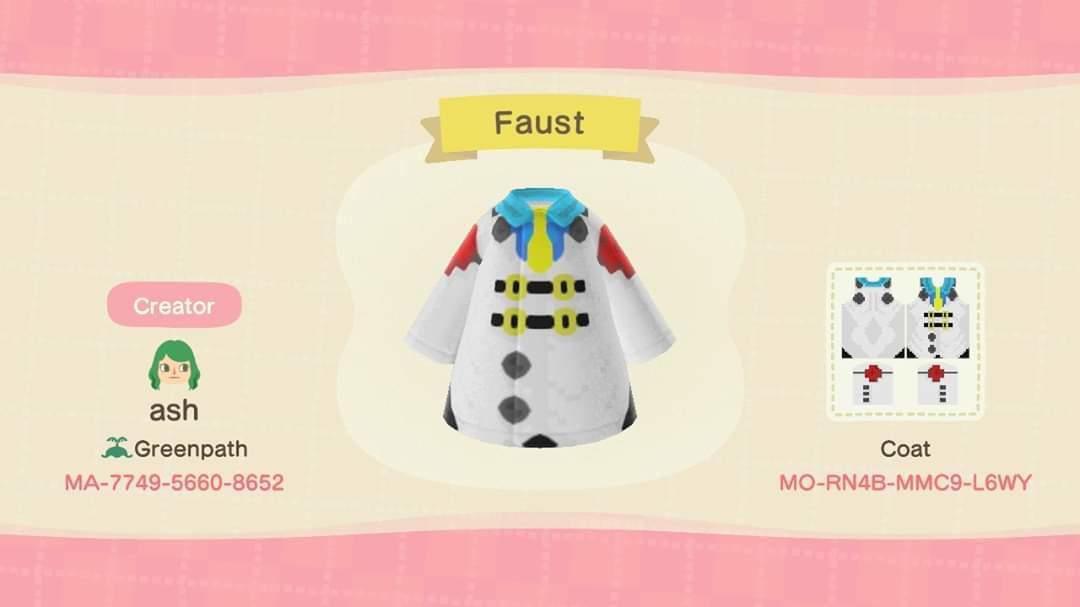 Faust
Creator
ash
Greenpath
MA-7749-5660-8652
Coat
MO-RN4B-MMC9-L6WY